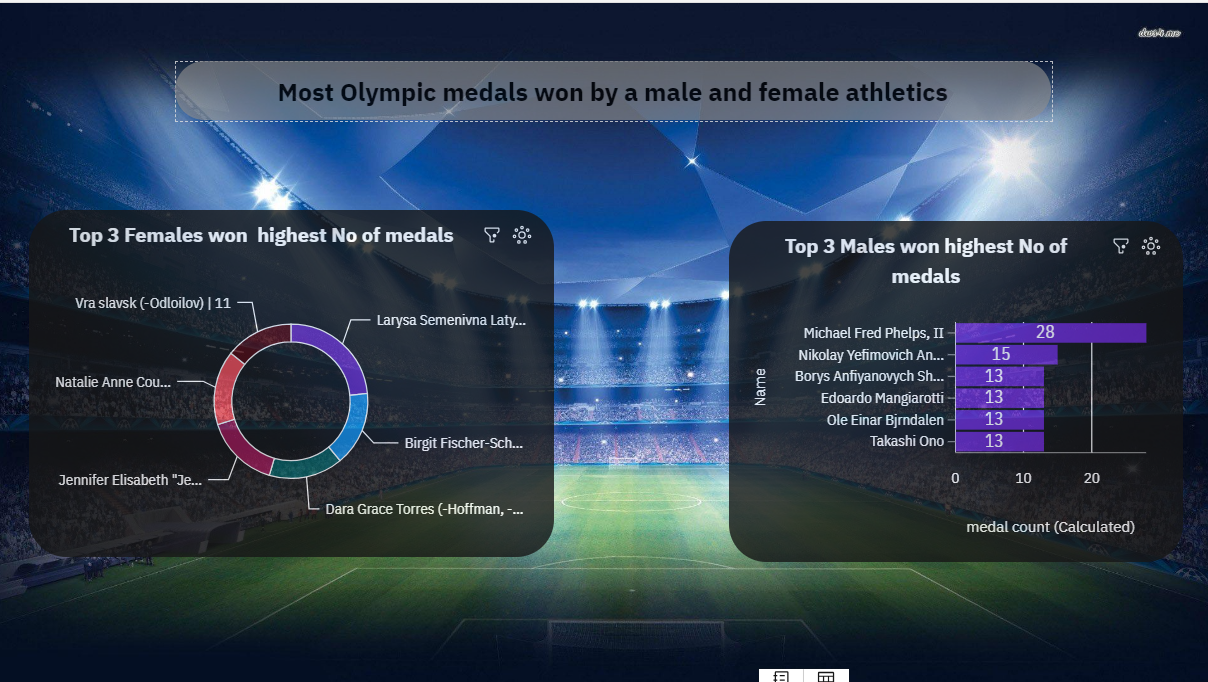 Most Olympic medals won by a male and female athletics
Top 3 Females won highest No of medals
Vra slavsk (-Odloilov) | 11
Larysa Semenivna Laty...
Natalie Anne Cou...
Birgit Fischer-Sch...
Jennifer Elisabeth "Je...
Dara Grace Torres (-Hoffman, -...
Top 3 Males won highest No of
medals
Name
Michael Fred Phelps, II 28
Nikolay Yefimovich An... 15
Borys Anfiyanovych Sh... 13
Edoardo Mangiarotti 13
Ole Einar Bjrndalen 13
Takashi Ono 13
0 10 20
medal count (Calculated)